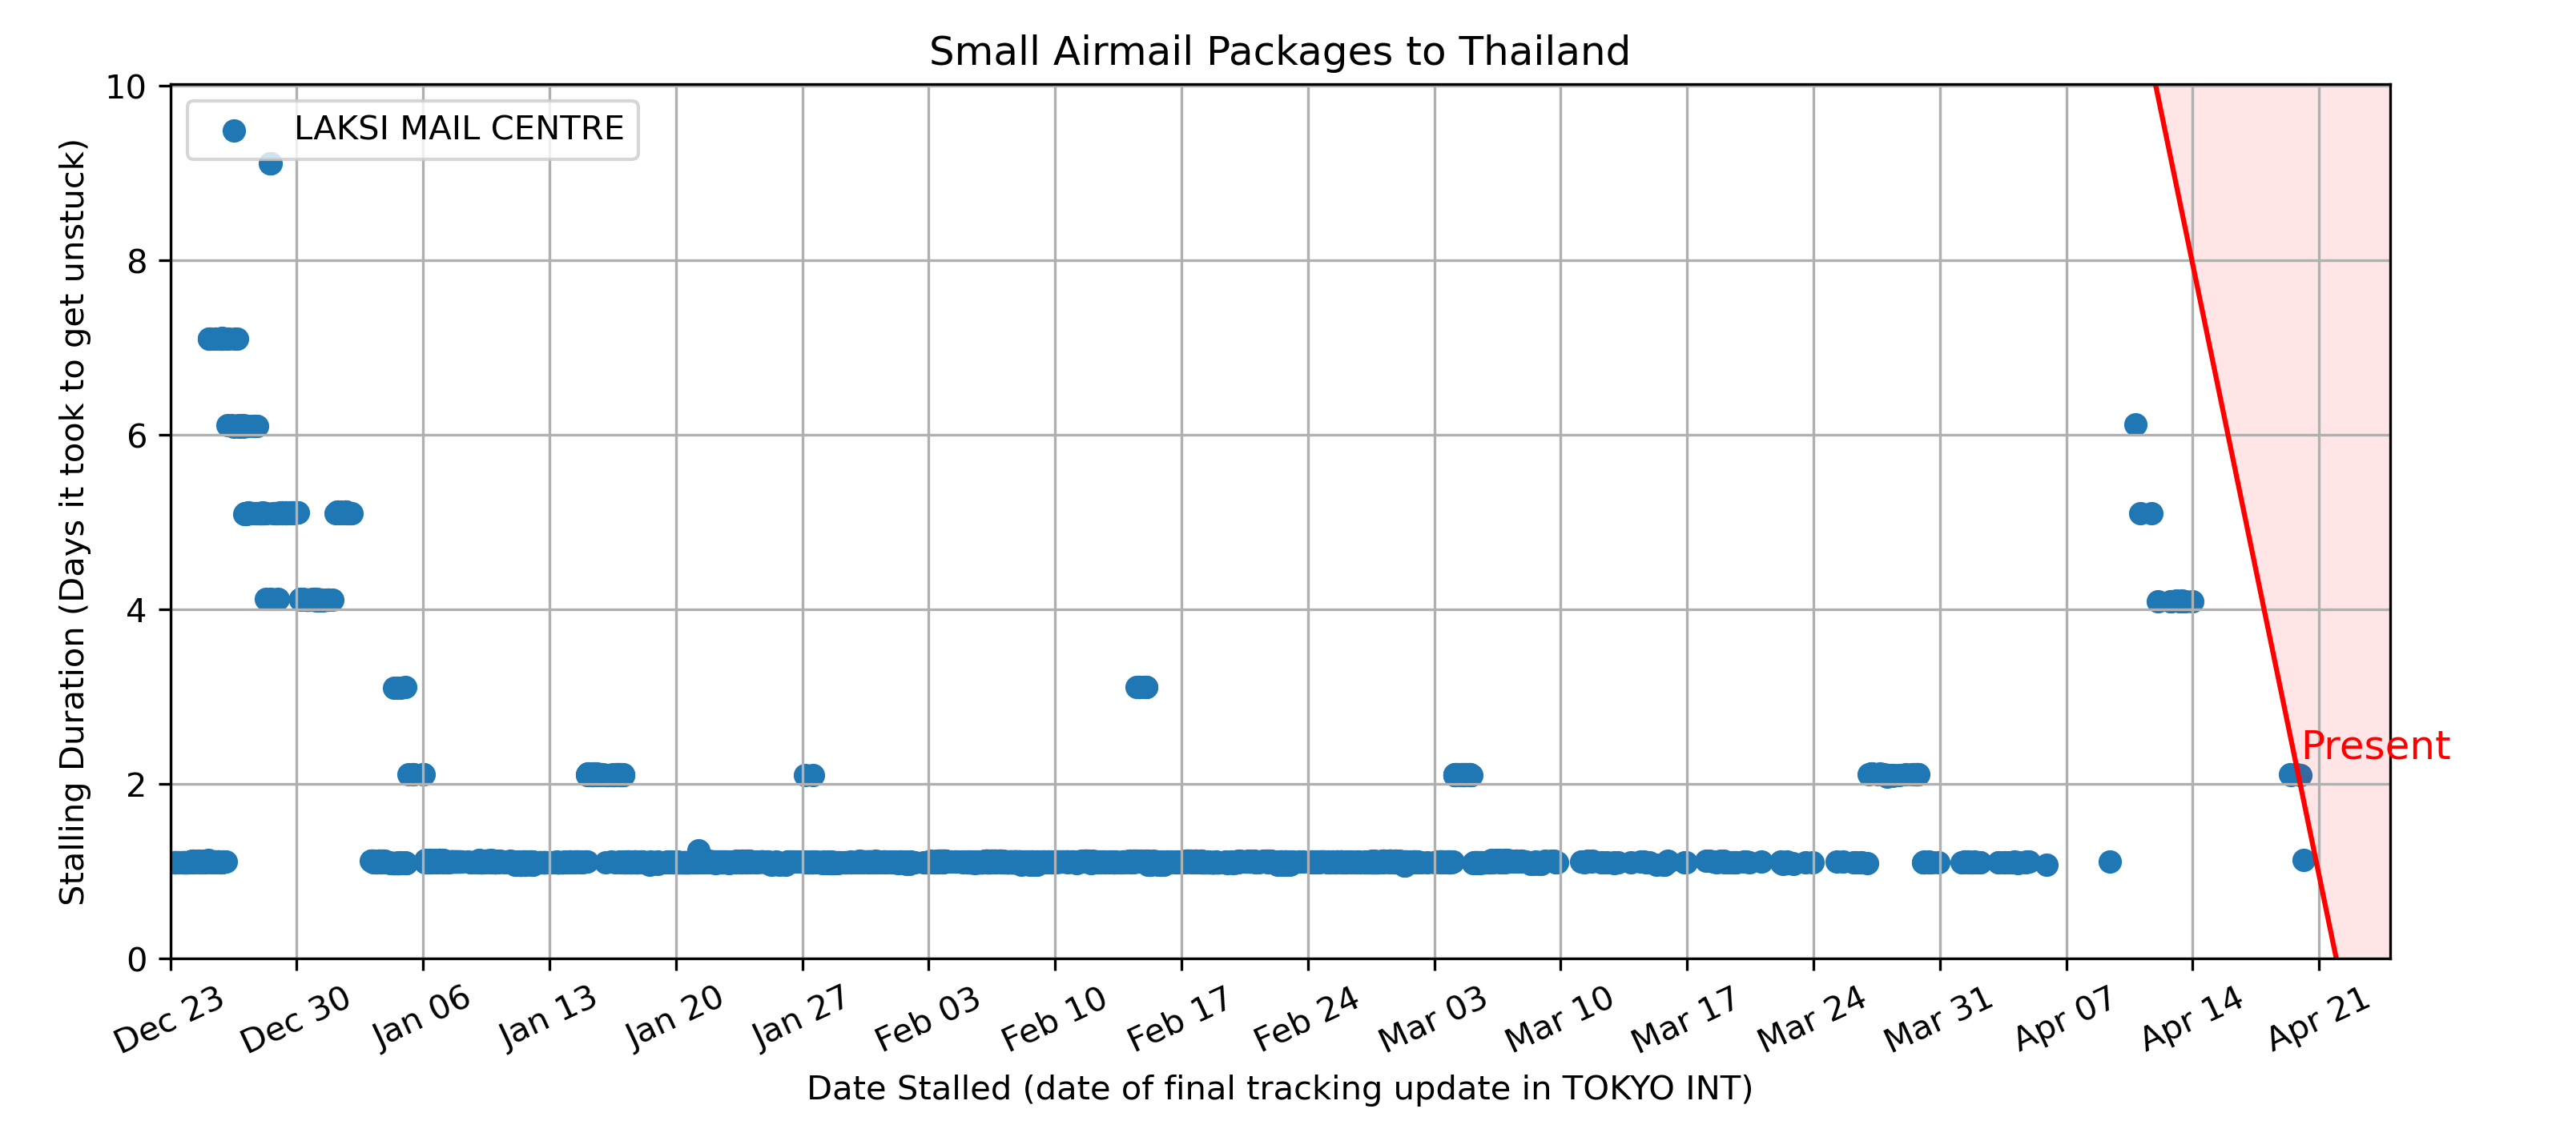 Small Airmail Packages to Thailand
LAKSI MAIL CENTRE
Stalling Duration (Days it took to get unstuck)
10
8
6
4
2
0
Present
Dec 23
Dec 30
Jan 06
Jan 13
Jan 20
Jan 27
Feb 03
Feb 10
Feb 17
Feb 24
Mar 03
Mar 10
Mar 17
Mar 24
Mar 31
Apr 07
Apr 14
Apr 21
Date Stalled (date of final tracking update in TOKYO INT)